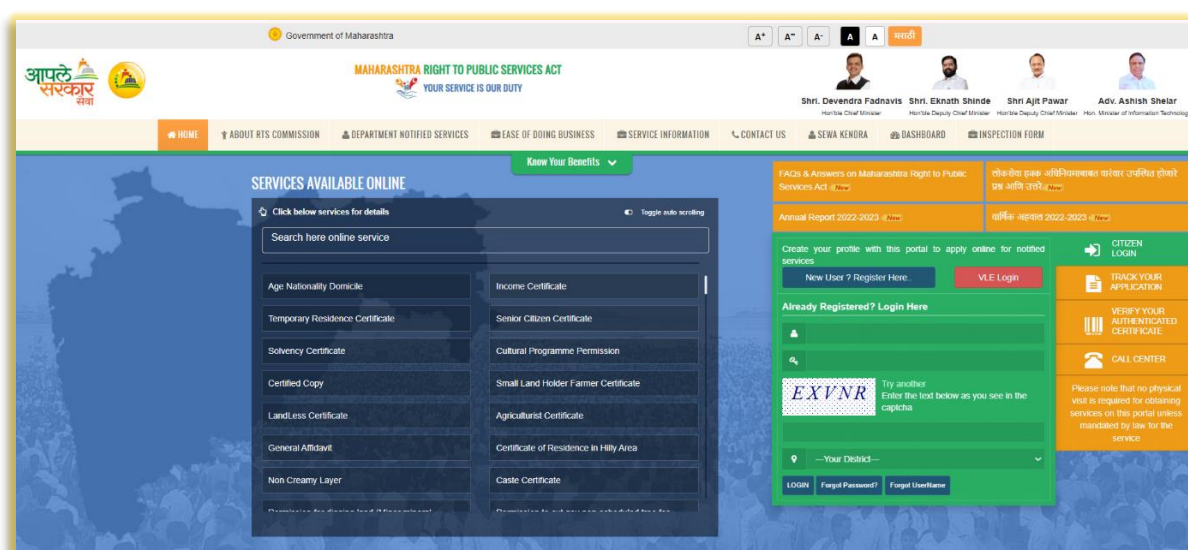 Government of Maharashtra
A+ A= A- A A मराठी
आपले सरकार सेवा
MAHARASHTRA RIGHT TO PUBLIC SERVICES ACT
YOUR SERVICE IS OUR DUTY
Shri. Devendra Fadnavis
Hon'ble Chief Minister
Shri. Eknath Shinde
Hon'ble Deputy Chief Minister
Shri Ajit Pawar
Hon'ble Deputy Chief Minister
Adv. Ashish Shelar
Hon. Minister of Information Technolog
HOME ABOUT RTS COMMISSION DEPARTMENT NOTIFIED SERVICES EASE OF DOING BUSINESS SERVICE INFORMATION CONTACT US SEWA KENDRA DASHBOARD INSPECTION FORM
Know Your Benefits
SERVICES AVAILABLE ONLINE
Click below services for details
Toggle auto scrolling
Search here online service
Age Nationality Domicile
Income Certificate
Temporary Residence Certificate
Senior Citizen Certificate
Solvency Certificate
Cultural Programme Permission
Certified Copy
Small Land Holder Farmer Certificate
LandLess Certificate
Agriculturist Certificate
General Affidavit
Certificate of Residence in Hilly Area
Non Creamy Layer
Caste Certificate
FAQs & Answers on Maharashtra Right to Public
Services Act New
लोकसेवा हक्क अधिनियमाबाबत वारंवार उपस्थित होणारे
प्रश्न आणि उत्तरे New
Annual Report 2022-2023 New
वार्षिक अहवाल 2022-2023 New
Create your profile with this portal to apply online for notified
services
New User ? Register Here..
VLE Login
Already Registered? Login Here
EXVNR
Try another
Enter the text below as you see in the
captcha
---Your District---
LOGIN Forgot Password? Forgot UserName
CITIZEN
LOGIN
TRACK YOUR
APPLICATION
VERIFY YOUR
AUTHENTICATED
CERTIFICATE
CALL CENTER
Please note that no physical
visit is required for obtaining
services on this portal unless
mandated by law for the
service